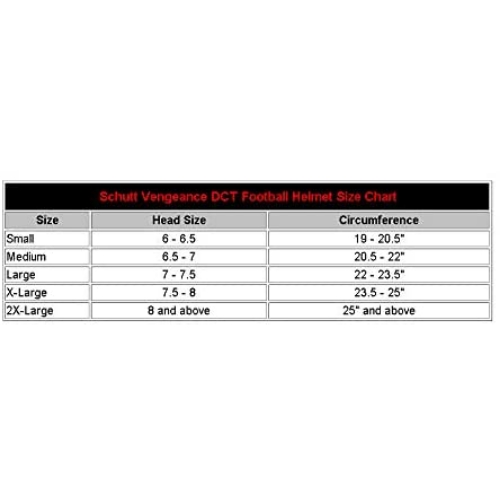 Schutt Vengeance DCT Football Helmet Size Chart
Size Head Size Circumference
Small 6 - 6.5 19 - 20.5"
Medium 6.5 - 7 20.5 - 22"
Large 7 - 7.5 22 - 23.5"
X-Large 7.5 - 8 23.5 - 25"
2X-Large 8 and above 25" and above